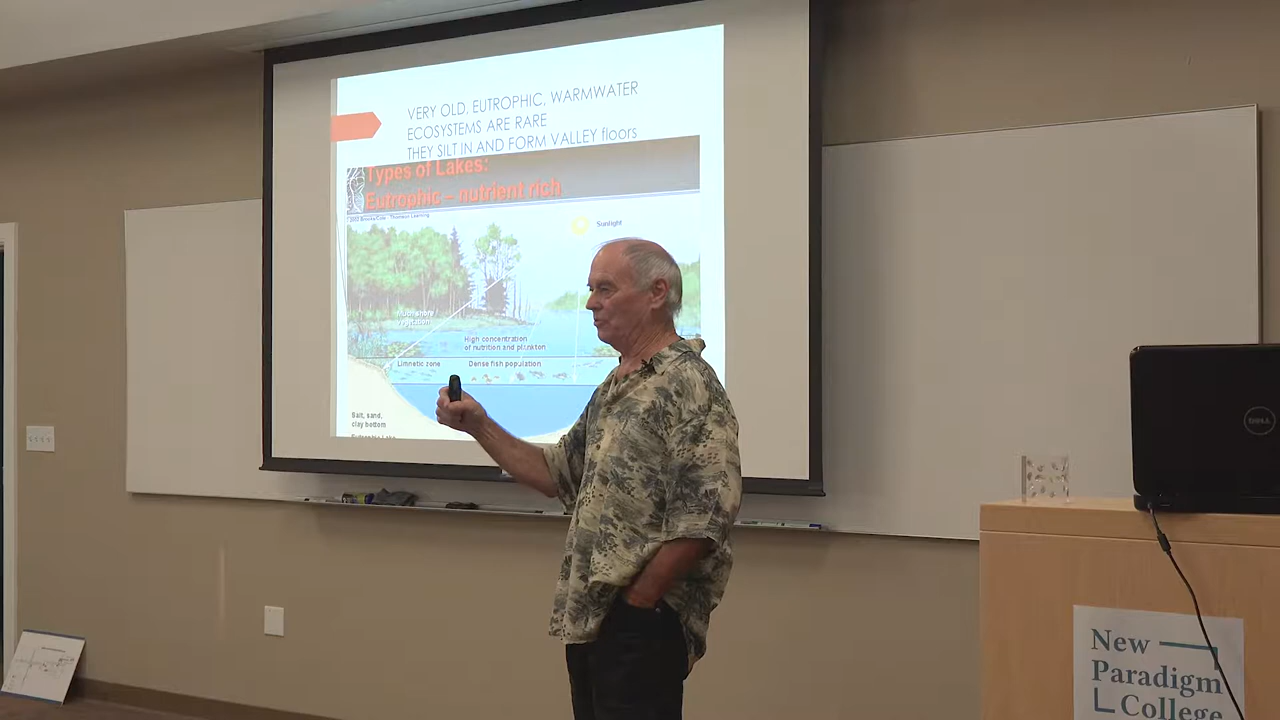 VERY OLD, EUTROPHIC, WARMWATER
ECOSYSTEMS ARE RARE
THEY SILT IN AND FORM VALLEY floors
Types of Lakes:
Eutrophic – nutrient rich
Sunlight
vegetation
High concentration
of nutrition and plankton
Limnetic zone
Dense fish population
Salt, sand,
clay bottom
DELL
New
Paradigm
College